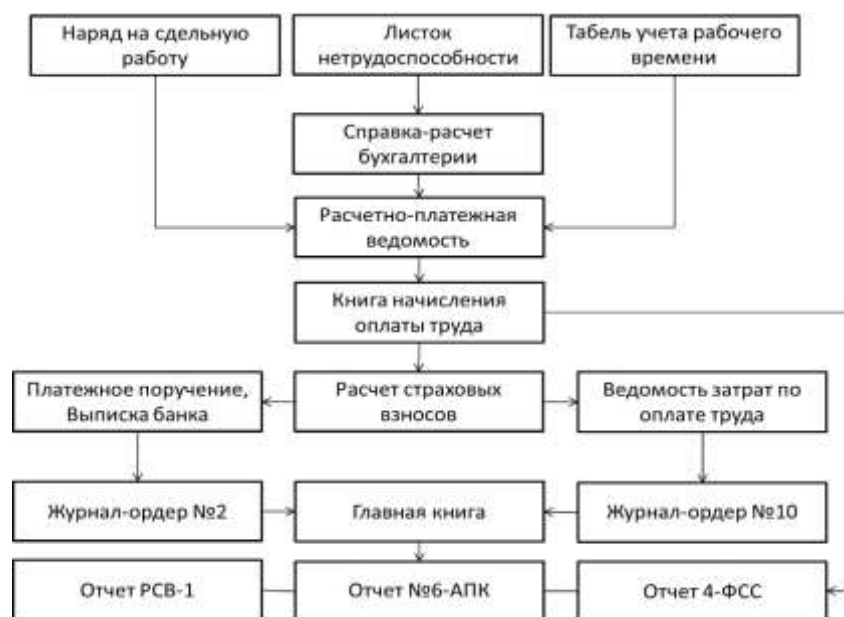 Наряд на сдельную
работу
Листок
нетрудоспособности
Табель учета рабочего
времени
Справка-расчет
бухгалтерии
Расчетно-платежная
ведомость
Книга начисления
оплаты труда
Платежное поручение,
Выписка банка
Расчет страховых
взносов
Ведомость затрат по
оплате труда
Журнал-ордер №2
Главная книга
Журнал-ордер №10
Отчет РСВ-1
Отчет №6-АПК
Отчет 4-ФСС